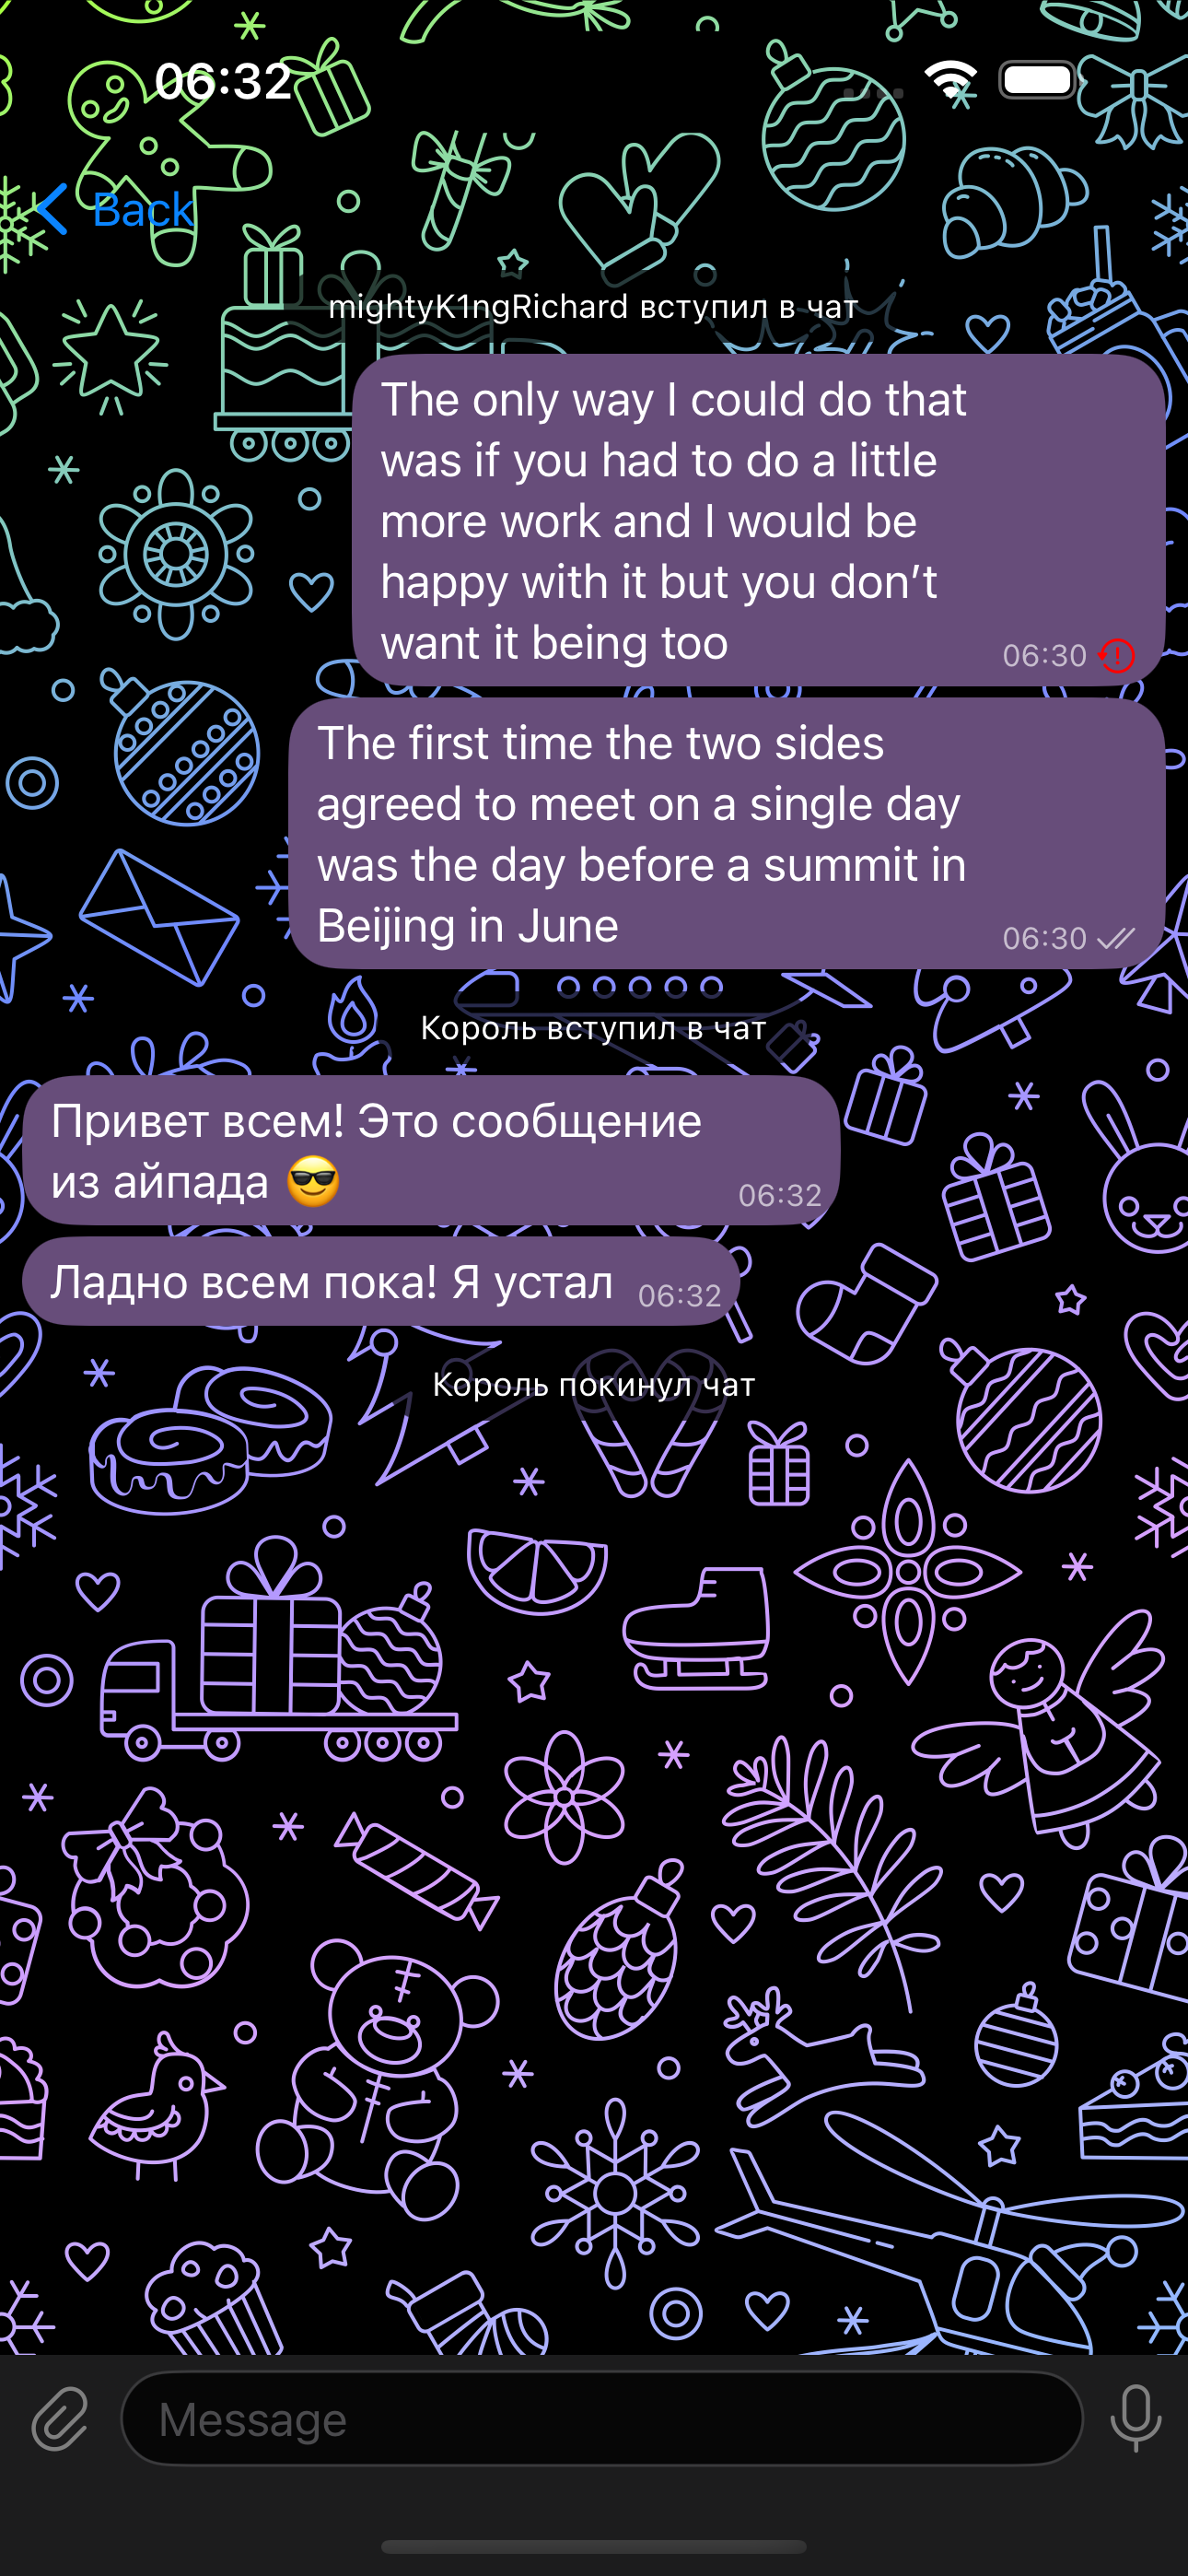 06:32
Back
mightyK1ngRichard вступил в чат
The only way I could do that
was if you had to do a little
more work and I would be
happy with it but you don’t
want it being too
06:30
The first time the two sides
agreed to meet on a single day
was the day before a summit in
Beijing in June
06:30
Король вступил в чат
Привет всем! Это сообщение
из айпада 😎
06:32
Ладно всем пока! Я устал
06:32
Король покинул чат
Message